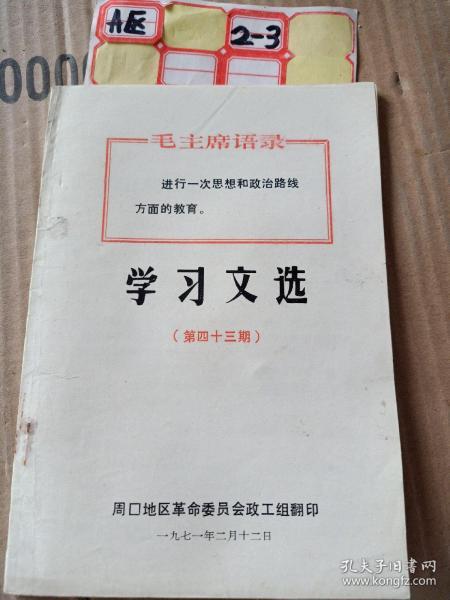 A区
2-3
000
毛主席语录
进行一次思想和政治路线
方面的教育。
学习文选
（第四十三期）
周口地区革命委员会政工组翻印
一九七一年二月十二日
孔夫子旧书网
www.kongfz.com